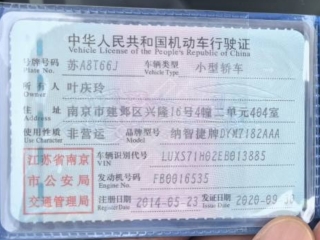 中华人民共和国机动车行驶证
Vehicle License of the People's Republic of China
号牌号码 苏A8T66J 车辆类型 小型轿车
Plate No. Vehicle Type
所有人 叶庆玲
Owner
住址 南京市建邺区兴隆16号4幢二单元404室
Address
使用性质 非营运 品牌型号 纳智捷牌DYM7182AAA
Use Character Model
江苏省南京
市公安局
交通管理局
车辆识别代号 LUXS71H02EB013885
VIN
发动机号码 FB0016535
Engine No.
注册日期 2014-05-23 发证日期 2020-09
Register Date Issue Date